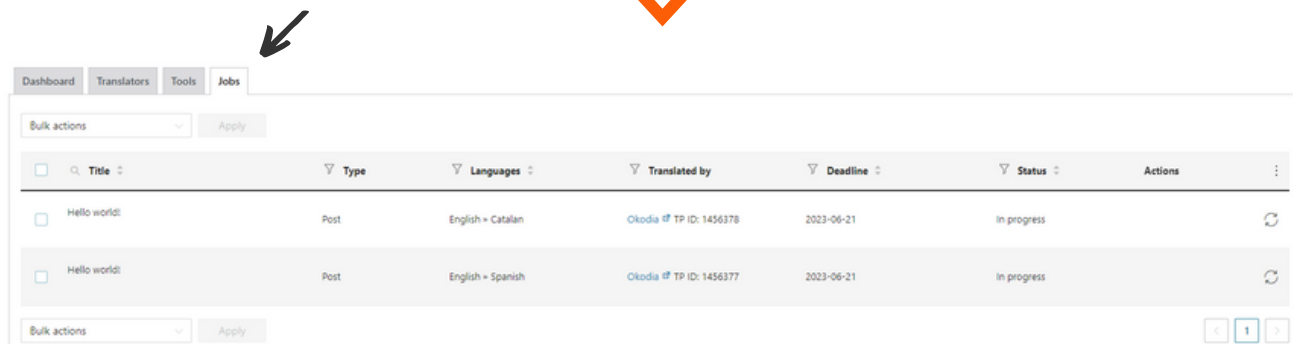 Dashboard Translators Tools Jobs
Bulk actions Apply
Title Type Languages Translated by Deadline Status Actions
Hello world! Post English » Catalan Okodia TP ID: 1456378 2023-06-21 In progress
Hello world! Post English » Spanish Okodia TP ID: 1456377 2023-06-21 In progress
Bulk actions Apply 1